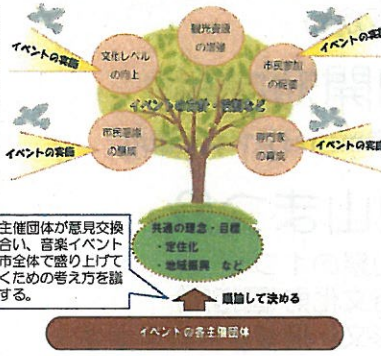 観光資源
の増強
イベントの実施
イベントの実施
文化レベル
の向上
市民参加
の促進
市民意識
の醸成
専門家
の育成
イベントの実施
イベントの実施
主催団体が意見交換
合い、音楽イベント
市全体で盛り上げて
くための考え方を議
する。
共通の理念・目標
・定住化
・地域振興 など
議論して決める
イベントの各主催団体